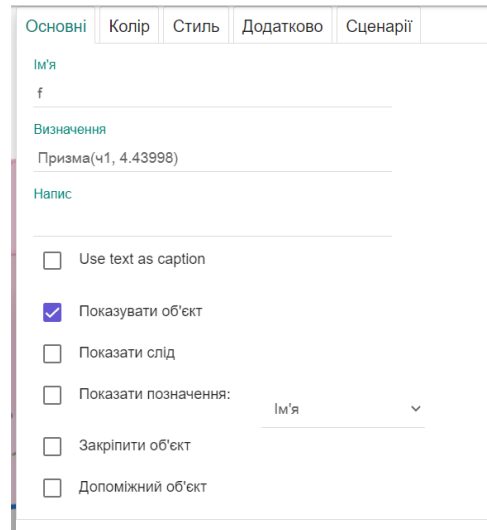 Основні Колір Стиль Додатково Сценарії
Ім'я
f
Визначення
Призма(ч1, 4.43998)
Напис
Use text as caption
Показувати об'єкт
Показати слід
Показати позначення:
Ім'я
Закріпити об'єкт
Допоміжний об'єкт